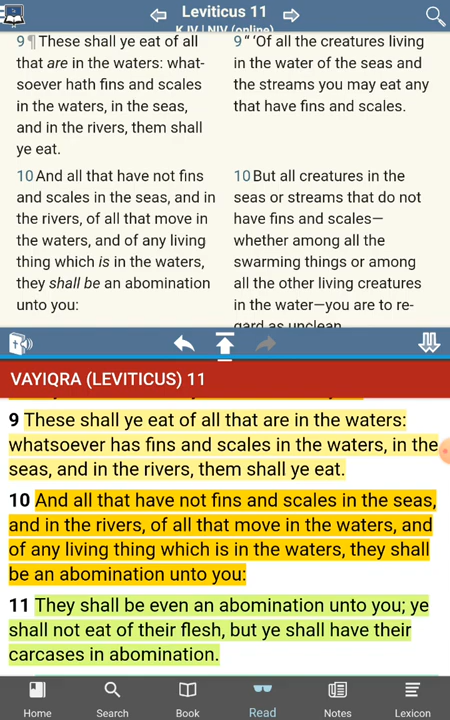 Leviticus 11
KJV | NIV (online)
9 ¶ These shall ye eat of all
that are in the waters: what-
soever hath fins and scales
in the waters, in the seas,
and in the rivers, them shall
ye eat.
10 And all that have not fins
and scales in the seas, and in
the rivers, of all that move in
the waters, and of any living
thing which is in the waters,
they shall be an abomination
unto you:
9 “ ‘Of all the creatures living
in the water of the seas and
the streams you may eat any
that have fins and scales.
10 But all creatures in the
seas or streams that do not
have fins and scales—
whether among all the
swarming things or among
all the other living creatures
in the water—you are to re-
gard as unclean
VAYIQRA (LEVITICUS) 11
9 These shall ye eat of all that are in the waters:
whatsoever has fins and scales in the waters, in the
seas, and in the rivers, them shall ye eat.
10 And all that have not fins and scales in the seas,
and in the rivers, of all that move in the waters, and
of any living thing which is in the waters, they shall
be an abomination unto you:
11 They shall be even an abomination unto you; ye
shall not eat of their flesh, but ye shall have their
carcases in abomination.
Home Search Book Read Notes Lexicon